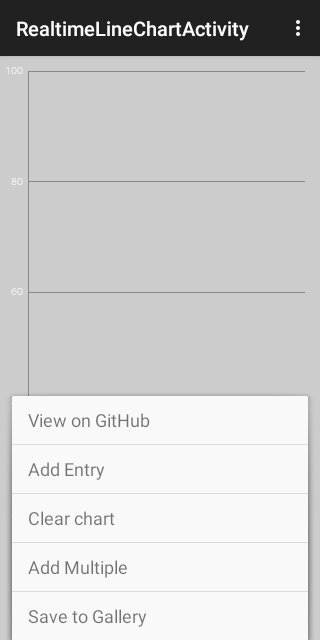 RealtimeLineChartActivity
100
80
60
View on GitHub
Add Entry
Clear chart
Add Multiple
Save to Gallery